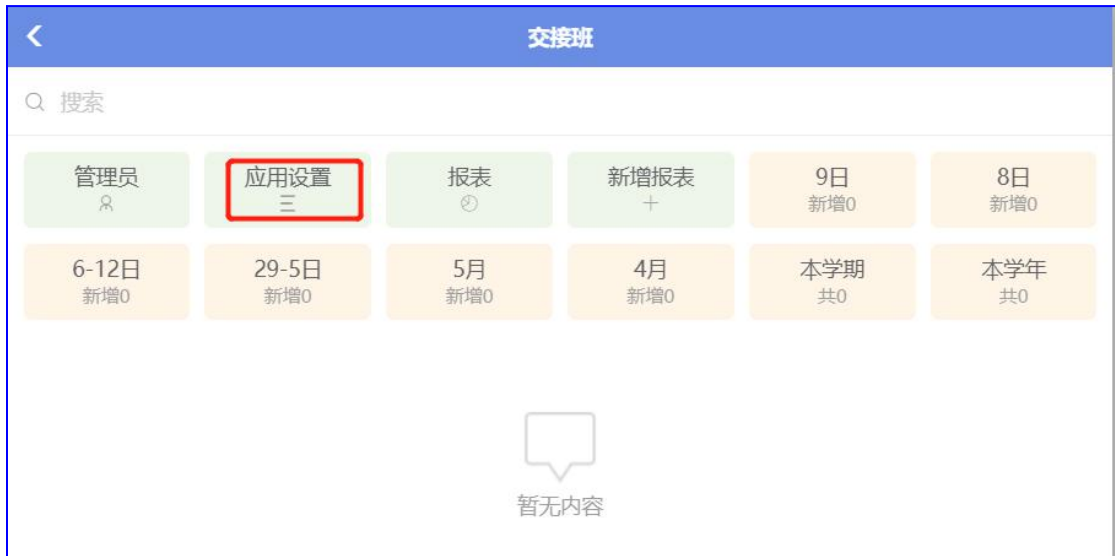 交接班
搜索
管理员
应用设置
报表
新增报表
9日
新增0
8日
新增0
6-12日
新增0
29-5日
新增0
5月
新增0
4月
新增0
本学期
共0
本学年
共0
暂无内容